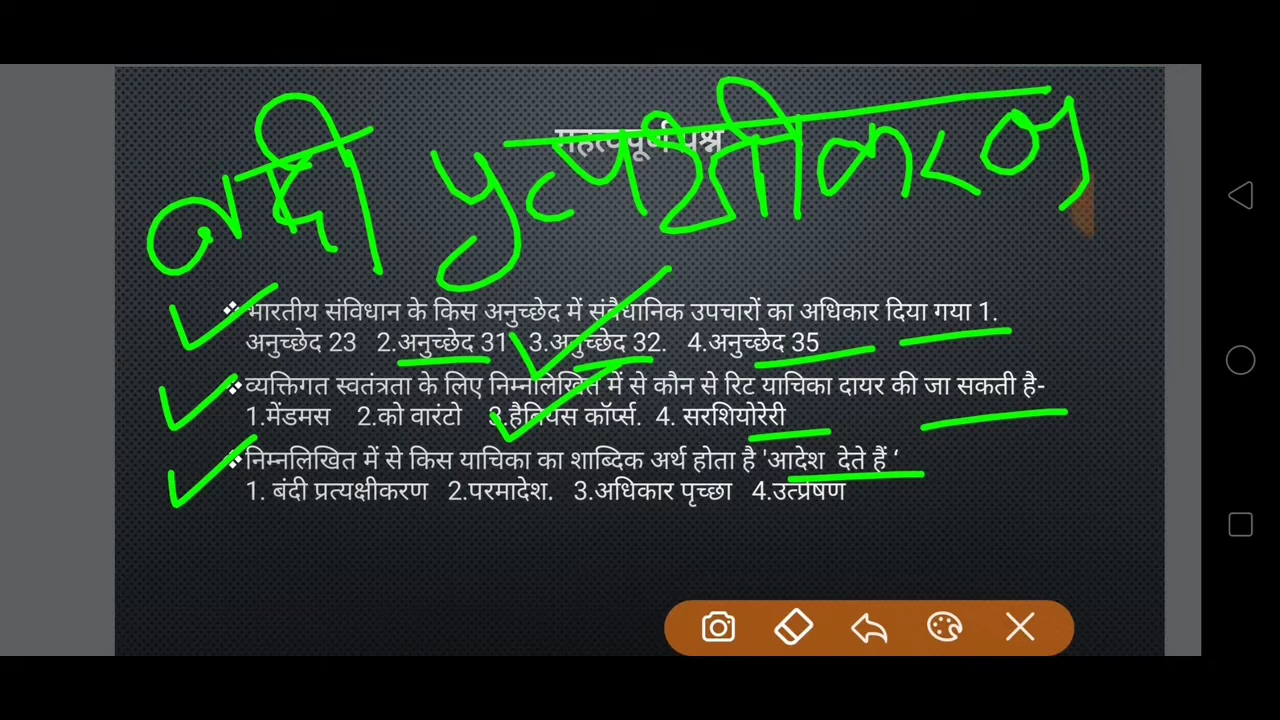 बंदी प्रत्यक्षीकरण
महत्वपूर्ण प्रश्न
❖भारतीय संविधान के किस अनुच्छेद में संवैधानिक उपचारों का अधिकार दिया गया 1.
अनुच्छेद 23 2.अनुच्छेद 31 3.अनुच्छेद 32. 4.अनुच्छेद 35
❖व्यक्तिगत स्वतंत्रता के लिए निम्नलिखित में से कौन से रिट याचिका दायर की जा सकती है-
1.मेंडमस 2.को वारंटो 3.हैबियस कॉर्प्स. 4. सरशियोरेरी
❖निम्नलिखित में से किस याचिका का शाब्दिक अर्थ होता है 'आदेश देते हैं ‘
1. बंदी प्रत्यक्षीकरण 2.परमादेश. 3.अधिकार पृच्छा 4.उत्प्रेषण